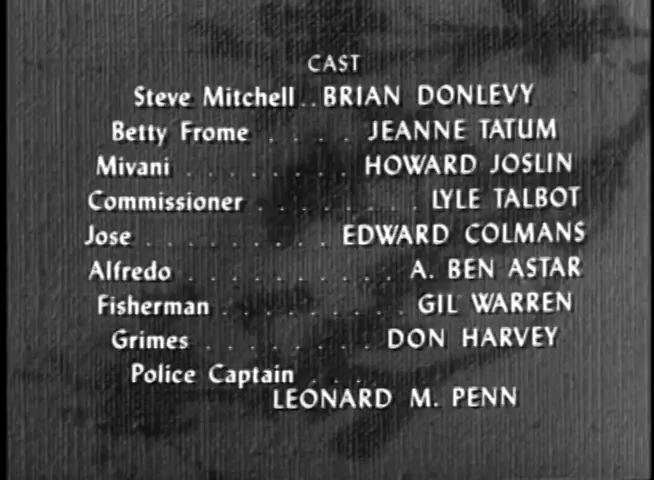 CAST
Steve Mitchell .. BRIAN DONLEVY
Betty Frome . . . . JEANNE TATUM
Mivani . . . . . . . . HOWARD JOSLIN
Commissioner . . . . . . . . LYLE TALBOT
Jose . . . . . . . . . EDWARD COLMANS
Alfredo . . . . . . . . . . A. BEN ASTAR
Fisherman . . . . . . . . . GIL WARREN
Grimes . . . . . . . . DON HARVEY
Police Captain . . . .
LEONARD M. PENN